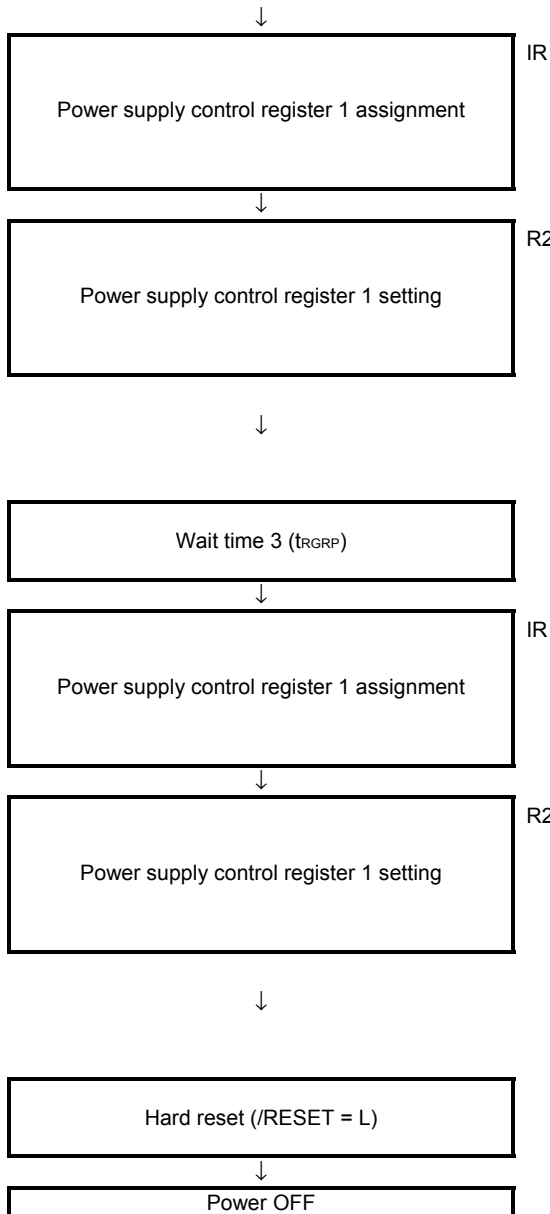 ↓
IR
Power supply control register 1 assignment
↓
R2
Power supply control register 1 setting
↓
Wait time 3 (tRGRP)
↓
IR
Power supply control register 1 assignment
↓
R2
Power supply control register 1 setting
↓
Hard reset (/RESET = L)
↓
Power OFF